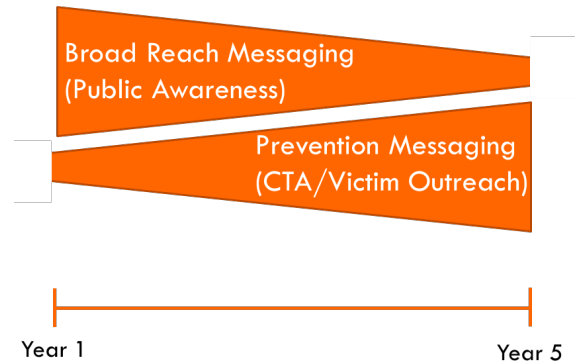 Broad Reach Messaging
(Public Awareness)
Prevention Messaging
(CTA/Victim Outreach)
Year 1
Year 5